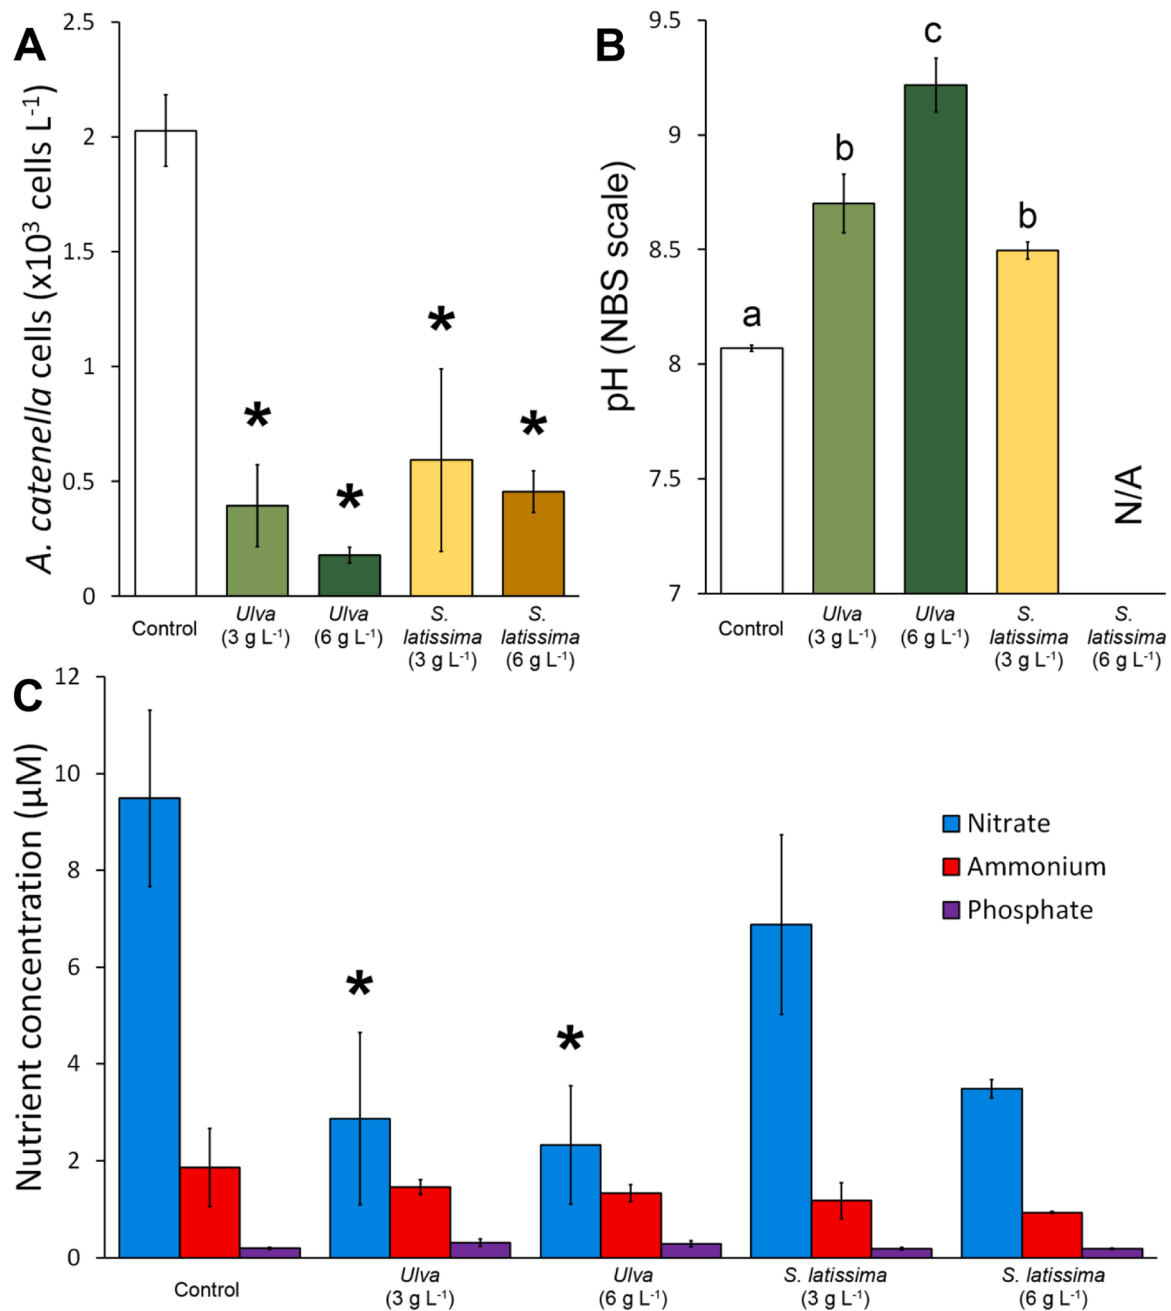 A
A. catenella cells (x10³ cells L⁻¹)
2.5
2
1.5
1
0.5
0
*
*
*
*
Control
Ulva
(3 g L⁻¹)
Ulva
(6 g L⁻¹)
S.
latissima
(3 g L⁻¹)
S.
latissima
(6 g L⁻¹)
B
pH (NBS scale)
9.5
9
8.5
8
7.5
7
a
b
c
b
N/A
Control
Ulva
(3 g L⁻¹)
Ulva
(6 g L⁻¹)
S.
latissima
(3 g L⁻¹)
S.
latissima
(6 g L⁻¹)
C
Nutrient concentration (µM)
12
10
8
6
4
2
0
*
*
Nitrate
Ammonium
Phosphate
Control
Ulva
(3 g L⁻¹)
Ulva
(6 g L⁻¹)
S. latissima
(3 g L⁻¹)
S. latissima
(6 g L⁻¹)